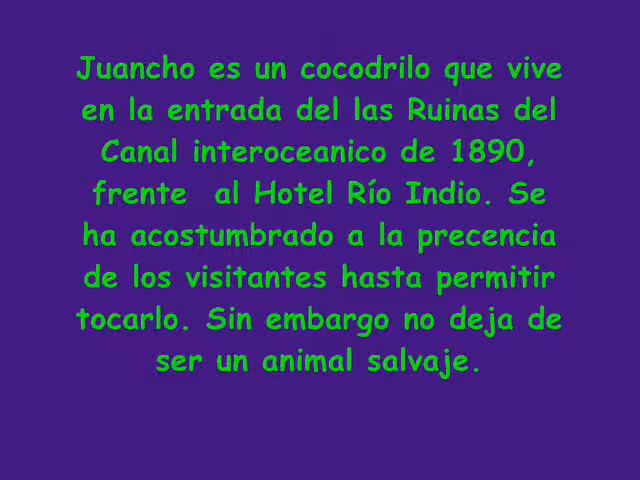 Juancho es un cocodrilo que vive
en la entrada del las Ruinas del
Canal interoceanico de 1890,
frente  al Hotel Río Indio. Se
ha acostumbrado a la precencia
de los visitantes hasta permitir
tocarlo. Sin embargo no deja de
ser un animal salvaje.